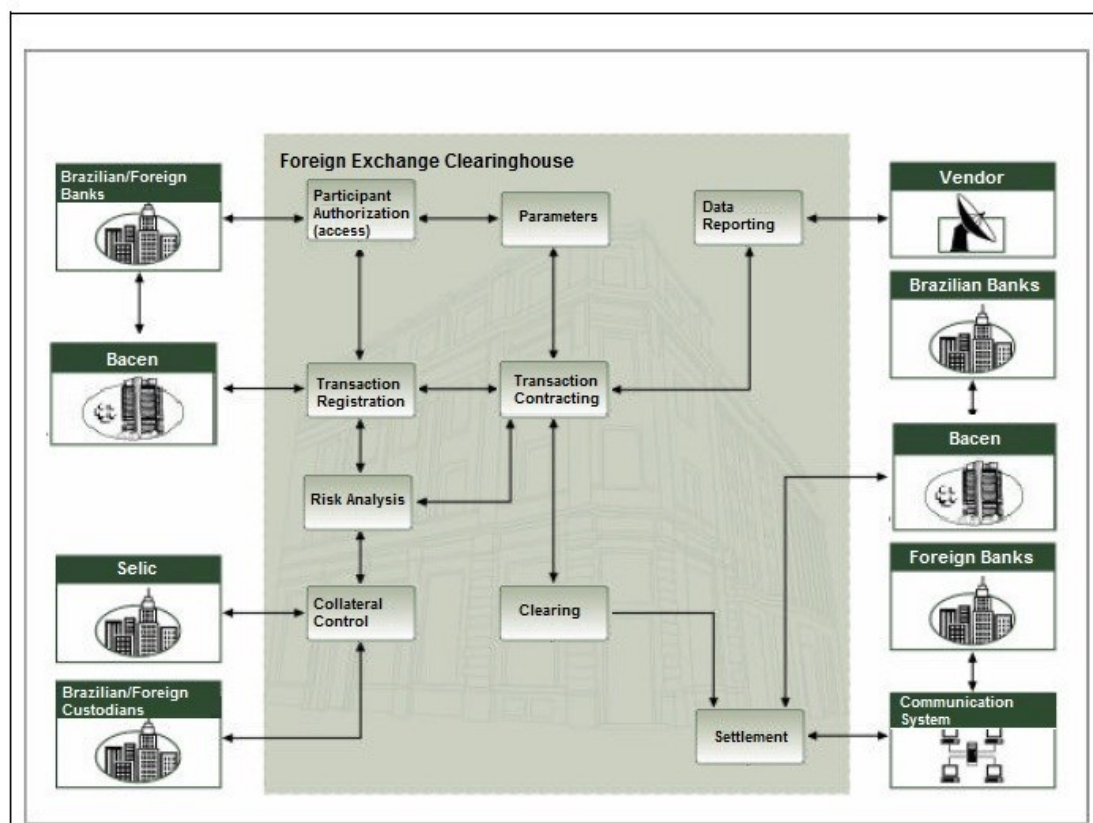 Foreign Exchange Clearinghouse
Brazilian/Foreign
Banks
Participant
Authorization
(access)
Parameters
Data
Reporting
Vendor
Brazilian Banks
Bacen
Transaction
Registration
Transaction
Contracting
Bacen
Risk Analysis
Foreign Banks
Selic
Collateral
Control
Clearing
Brazilian/Foreign
Custodians
Communication
System
Settlement